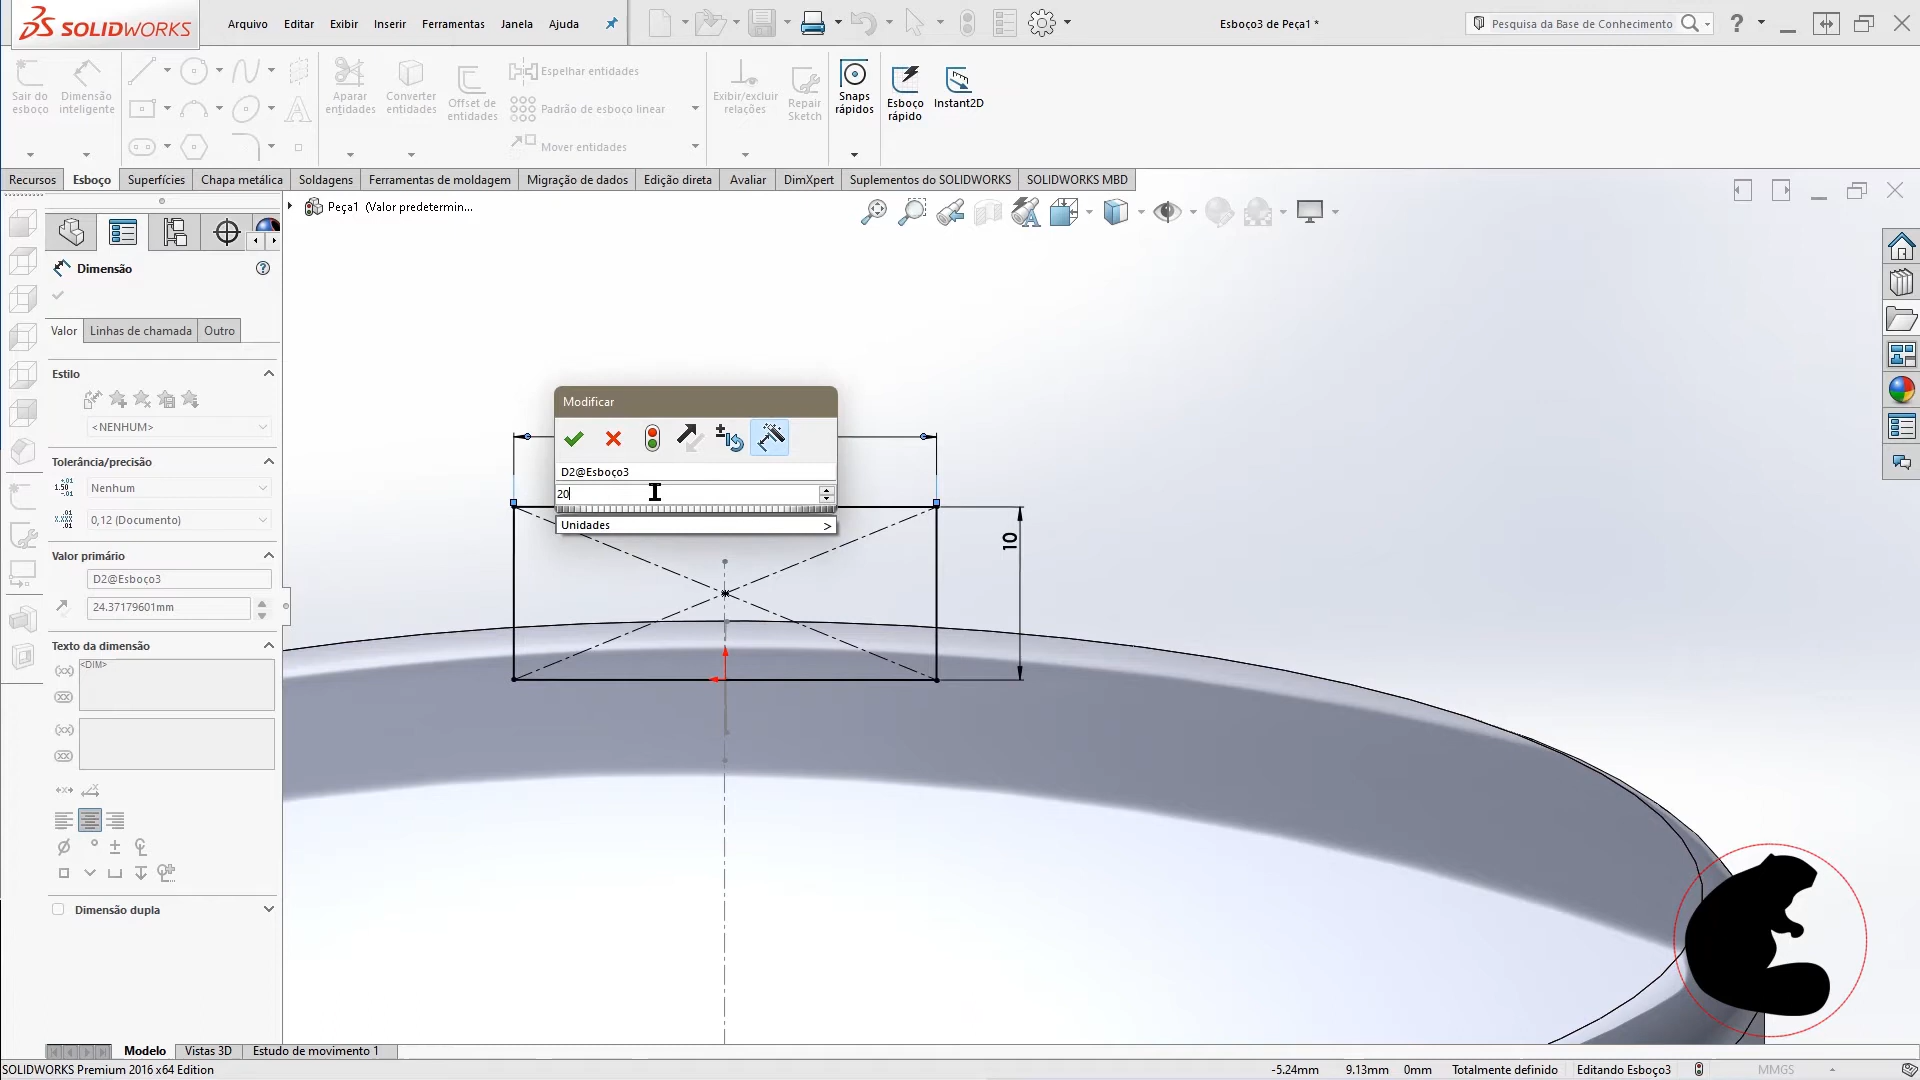 SOLIDWORKS
Arquivo Editar Exibir Inserir Ferramentas Janela Ajuda
Esboço3 de Peça1 *
Pesquisa da Base de Conhecimento
?
Sair do esboço
Dimensão inteligente
Aparar entidades
Converter entidades
Offset de entidades
Espelhar entidades
Padrão de esboço linear
Mover entidades
Exibir/excluir relações
Repair Sketch
Snaps rápidos
Esboço rápido
Instant2D
Recursos Esboço Superfícies Chapa metálica Soldagens Ferramentas de moldagem Migração de dados Edição direta Avaliar DimXpert Suplementos do SOLIDWORKS SOLIDWORKS MBD
Peça1 (Valor predetermin...
Dimensão
Valor Linhas de chamada Outro
Estilo
<NENHUM>
Tolerância/precisão
Nenhum
0,12 (Documento)
Valor primário
D2@Esboço3
24.37179601mm
Texto da dimensão
<DIM>
Dimensão dupla
Modificar
D2@Esboço3
20
Unidades >
10
Modelo Vistas 3D Estudo de movimento 1
SOLIDWORKS Premium 2016 x64 Edition
-5.24mm 9.13mm 0mm Totalmente definido Editando Esboço3 MMGS